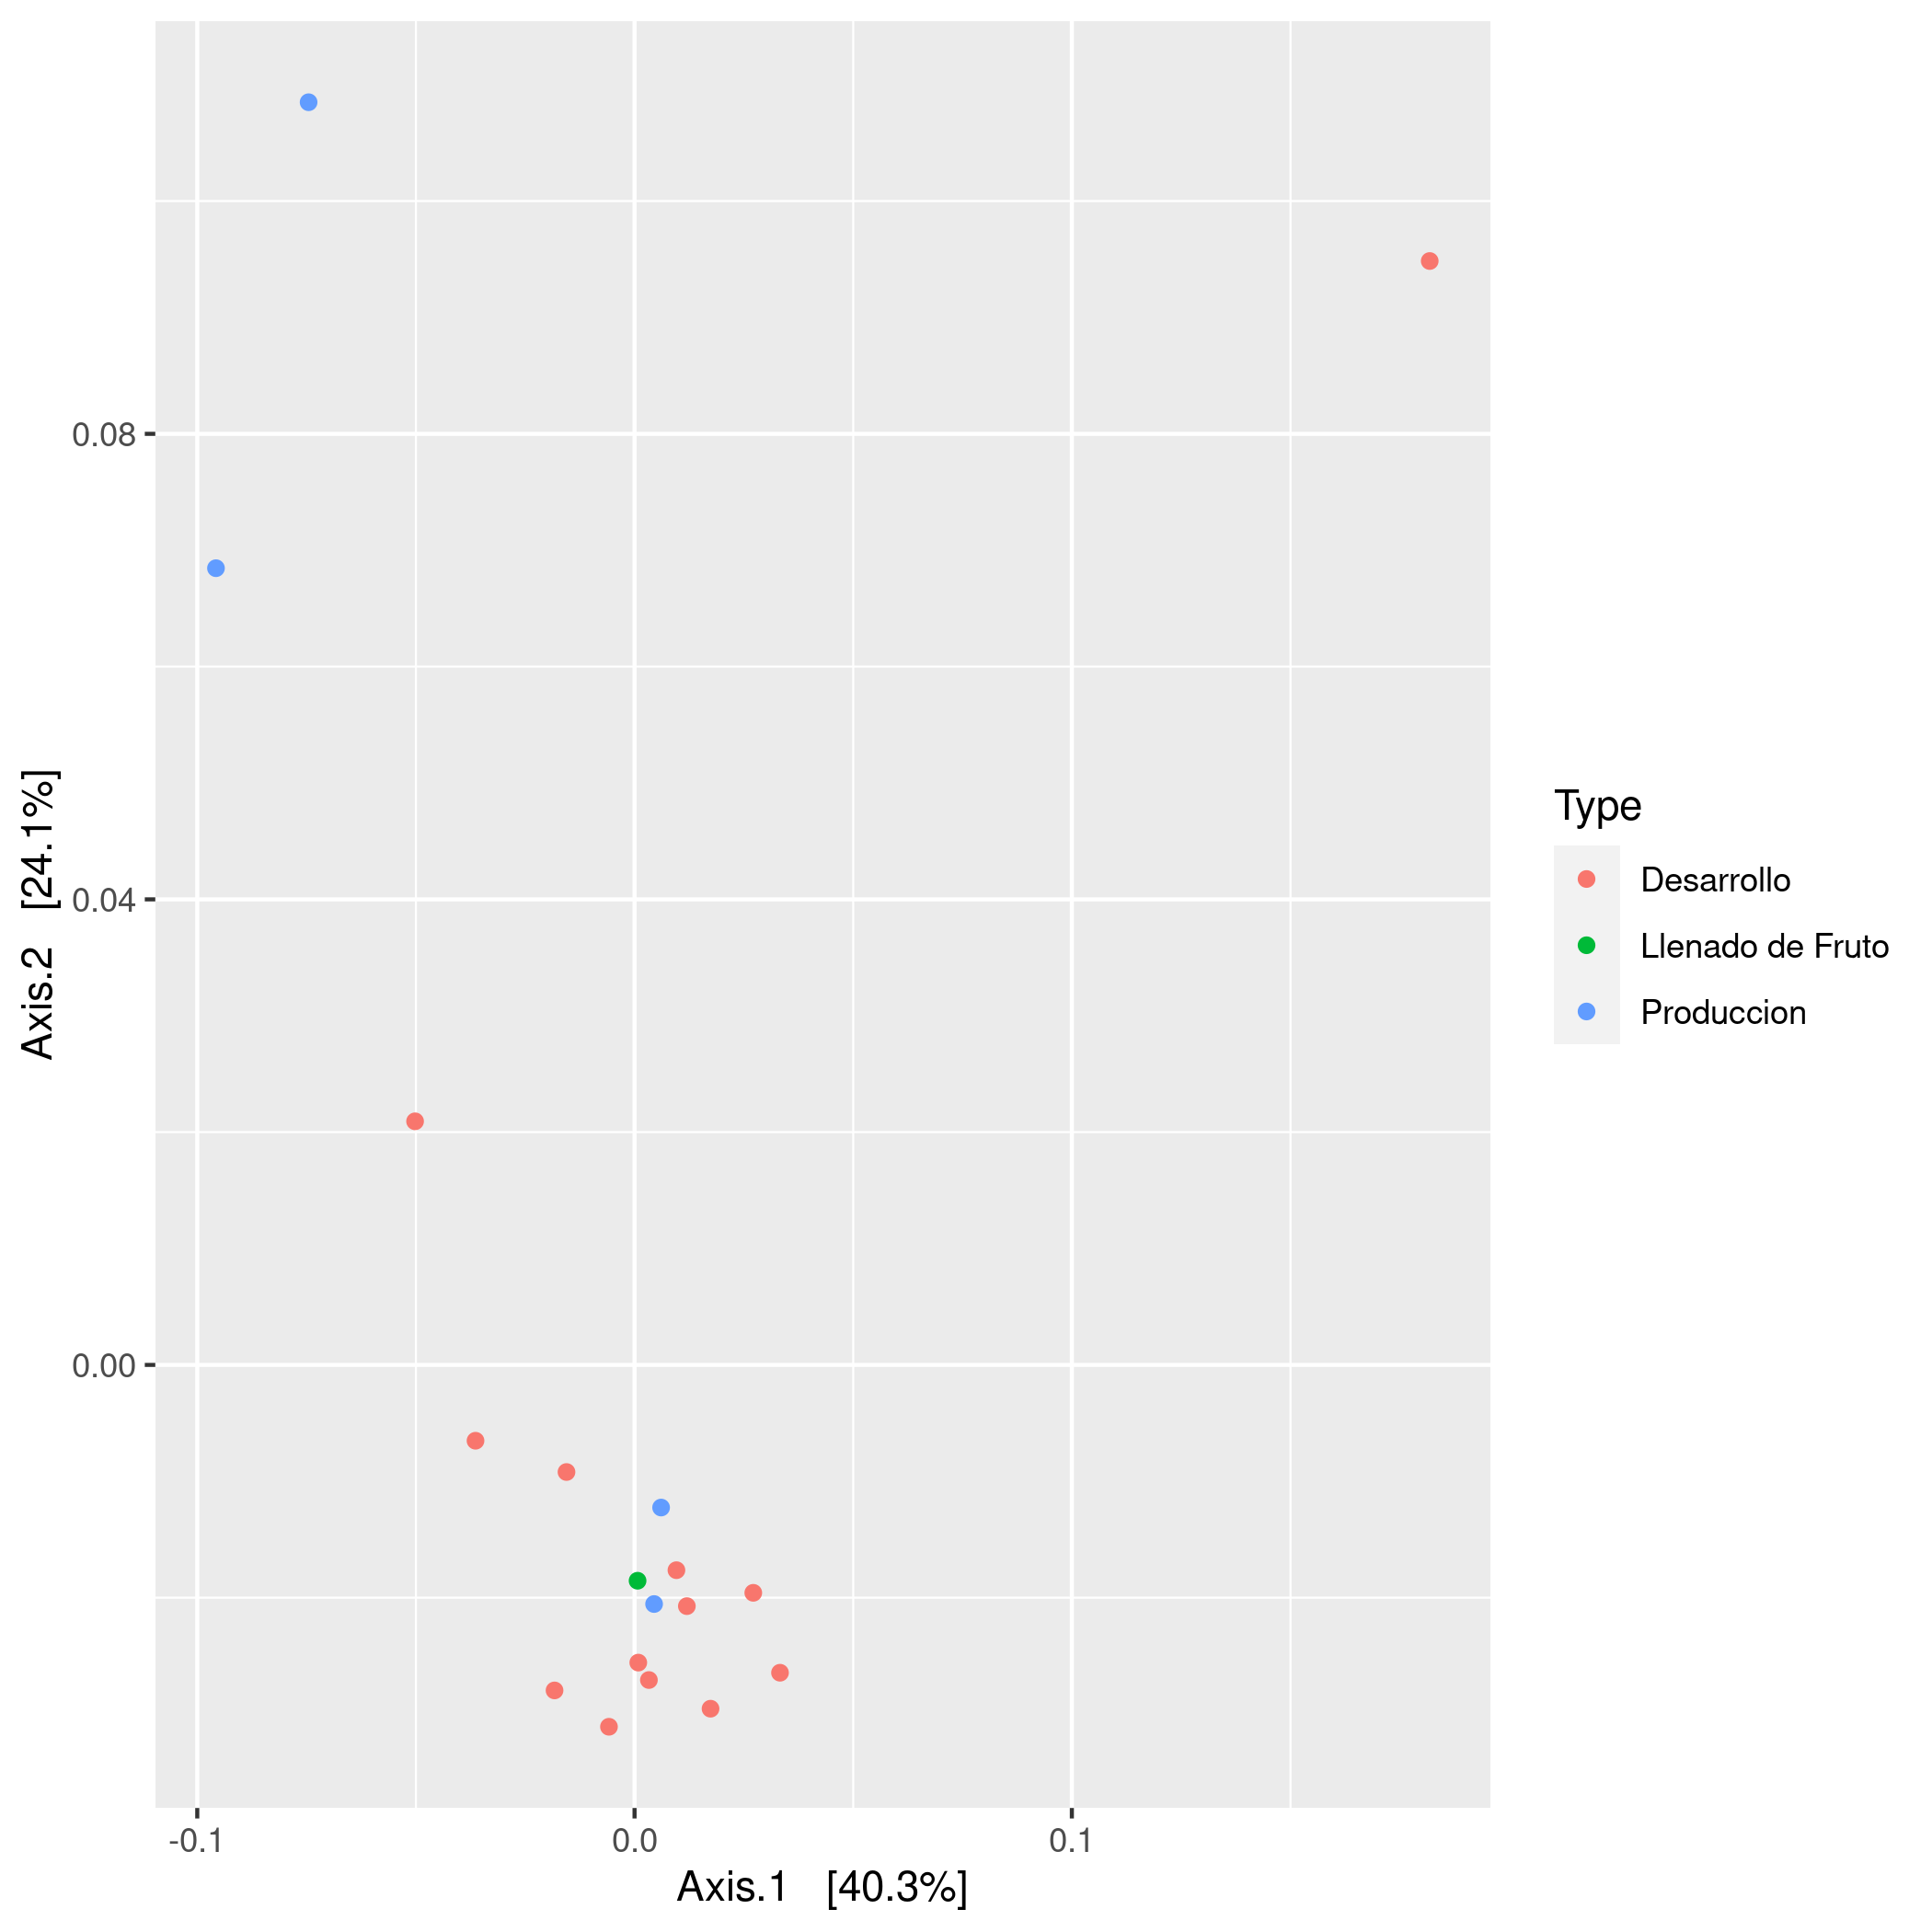 Axis.2 [24.1%]
0.08
0.04
0.00
-0.1 0.0 0.1
Axis.1 [40.3%]
Type
Desarrollo
Llenado de Fruto
Produccion